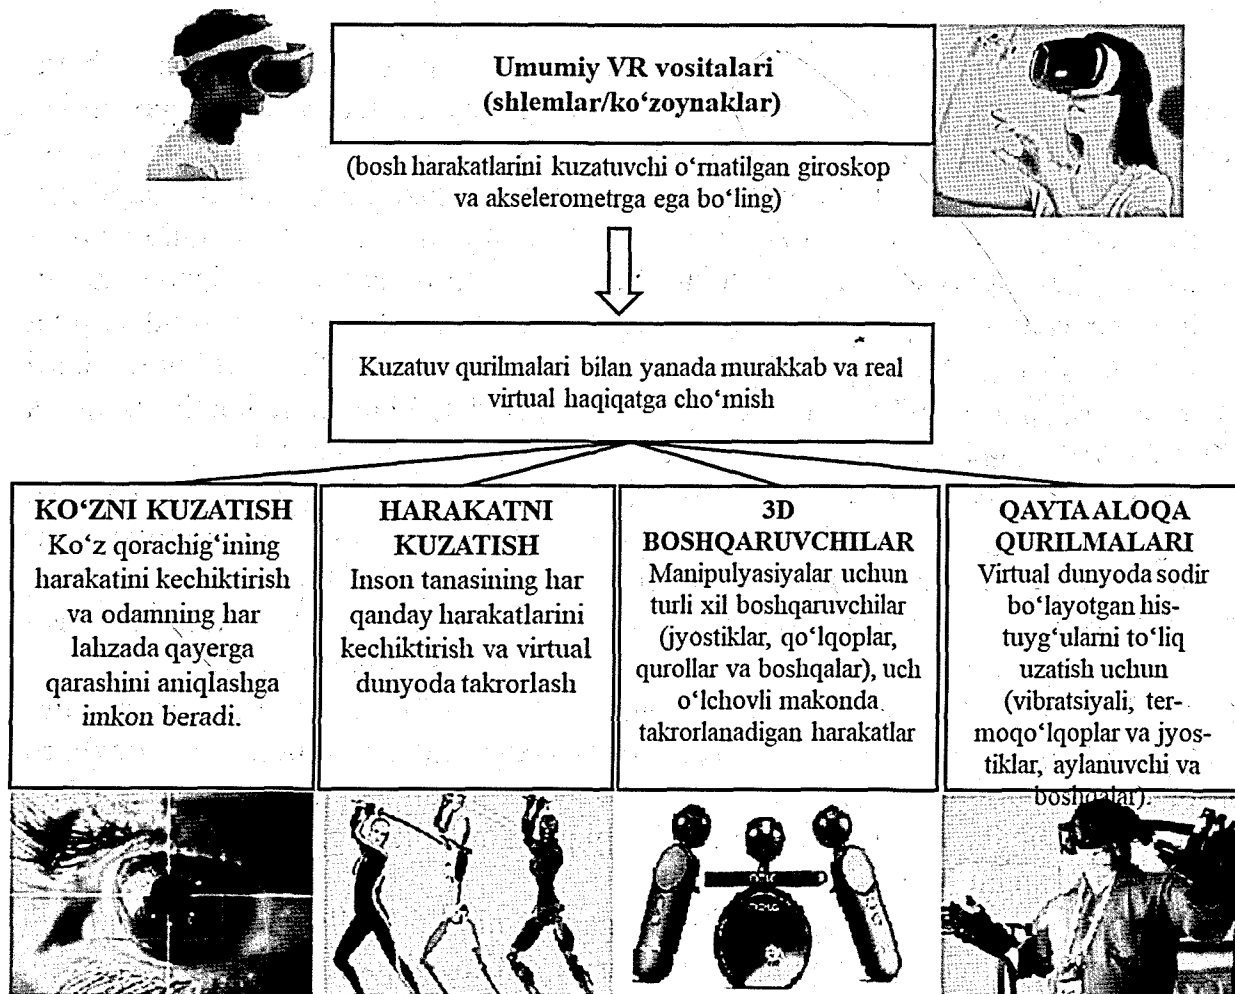 Umumiy VR vositalari
(shlemlar/ko‘zoynaklar)
(bosh harakatlarini kuzatuvchi o‘rnatilgan giroskop
va akselerometrga ega bo‘ling)
Kuzatuv qurilmalari bilan yanada murakkab va real
virtual haqiqatga cho‘mish
KO‘ZNI KUZATISH
Ko‘z qorachig‘ining
harakatini kechiktirish
va odamning har
lahzada qayerga
qarashini aniqlashga
imkon beradi.
HARAKATNI
KUZATISH
Inson tanasining har
qanday harakatlarini
kechiktirish va virtual
dunyoda takrorlash
3D
BOSHQARUVCHILAR
Manipulyasiyalar uchun
turli xil boshqaruvchilar
(jyostiklar, qo‘lqoplar,
qurollar va boshqalar), uch
o‘lchovli makonda
takrorlanadigan harakatlar
QAYTA ALOQA
QURILMALARI
Virtual dunyoda sodir
bo‘layotgan his-
tuyg‘ularni to‘liq
uzatish uchun
(vibratsiyali, ter-
moqo‘lqoplar va jyos-
tiklar, aylanuvchi va
boshqalar).